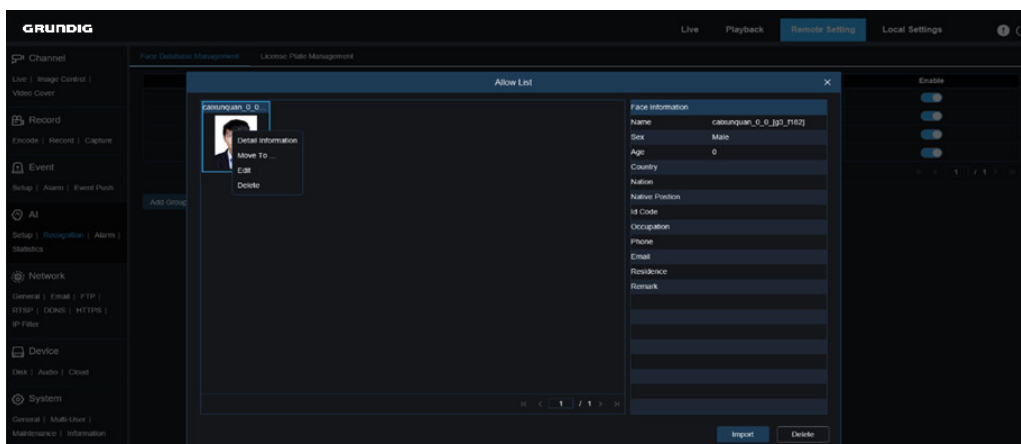 GRUNDIG
Live Playback Remote Setting Local Settings
Channel
Live | Image Control |
Video Cover
Record
Encode | Record | Capture
Event
Setup | Alarm | Event Push
AI
Setup | Recognition | Alarm |
Statistics
Network
General | Email | FTP |
RTSP | DDNS | HTTPS |
IP Filter
Device
Disk | Audio | Cloud
System
General | Multi-User |
Maintenance | Information
Face Database Management License Plate Management
Enable
1 / 1
Add Group
Allow List
caixunquan_0_0...
Detail Information
Move To ...
Edit
Delete
Face Information
Name caixunquan_0_0_[g3_f162]
Sex Male
Age 0
Country
Nation
Native Postion
Id Code
Occupation
Phone
Email
Residence
Remark
1 / 1
Import Delete